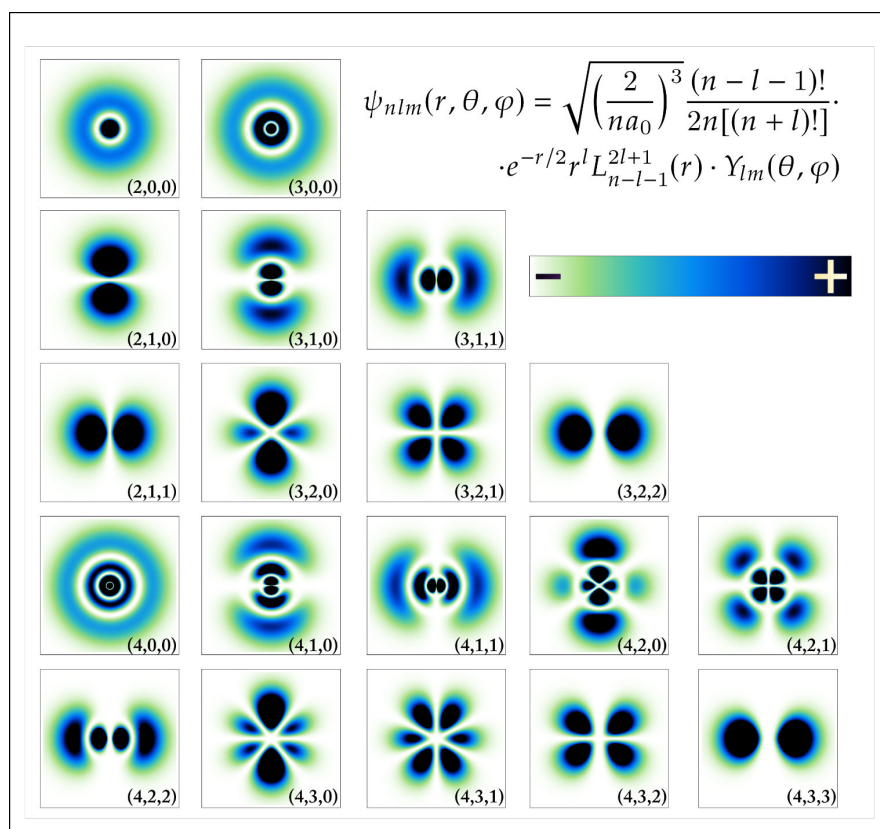 ψnlm(r, θ, φ) = √(2/na0)^3 (n − l − 1)!/2n[(n + l)!] ·
· e^−r/2 r^l L^2l+1_n−l−1(r) · Ylm(θ, φ)
(2,0,0) (3,0,0)
− +
(2,1,0) (3,1,0) (3,1,1)
(2,1,1) (3,2,0) (3,2,1) (3,2,2)
(4,0,0) (4,1,0) (4,1,1) (4,2,0) (4,2,1)
(4,2,2) (4,3,0) (4,3,1) (4,3,2) (4,3,3)